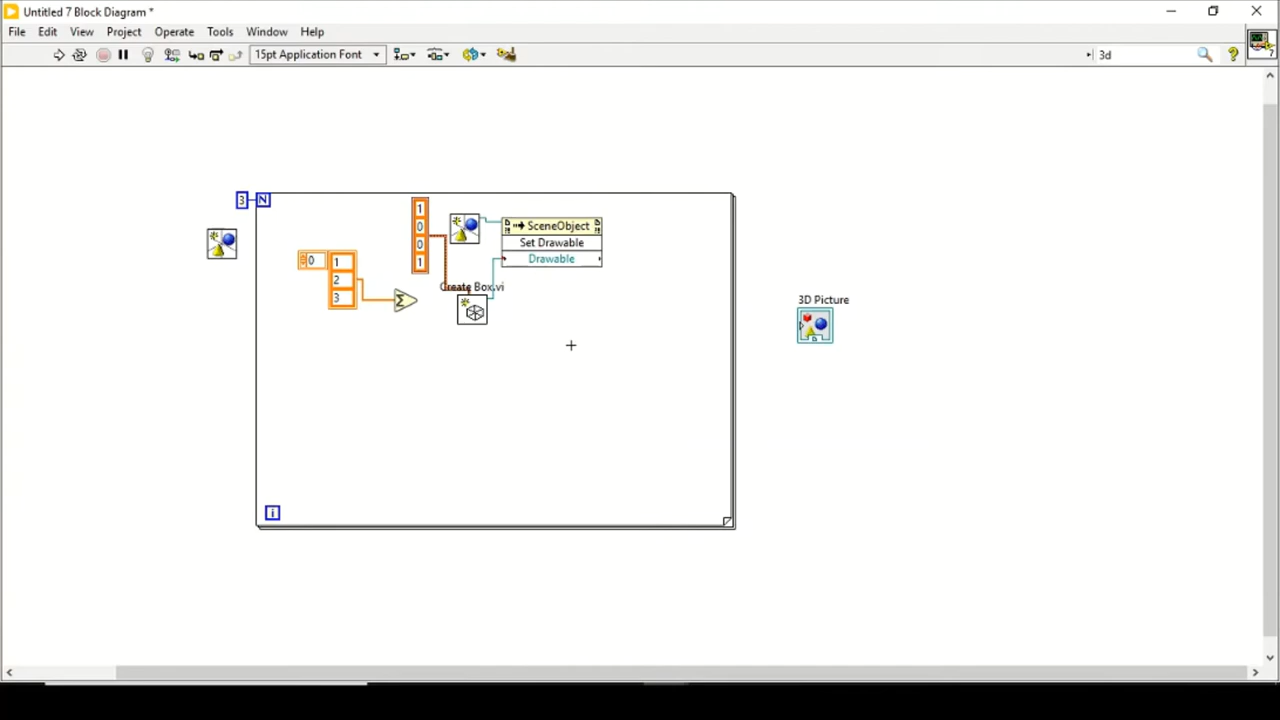 Untitled 7 Block Diagram *
File Edit View Project Operate Tools Window Help
15pt Application Font
3d
?
7
3 N
1
0
0
1
SceneObject
Set Drawable
Drawable
0
1
2
3
Σ
Create Box.vi
3D Picture
i